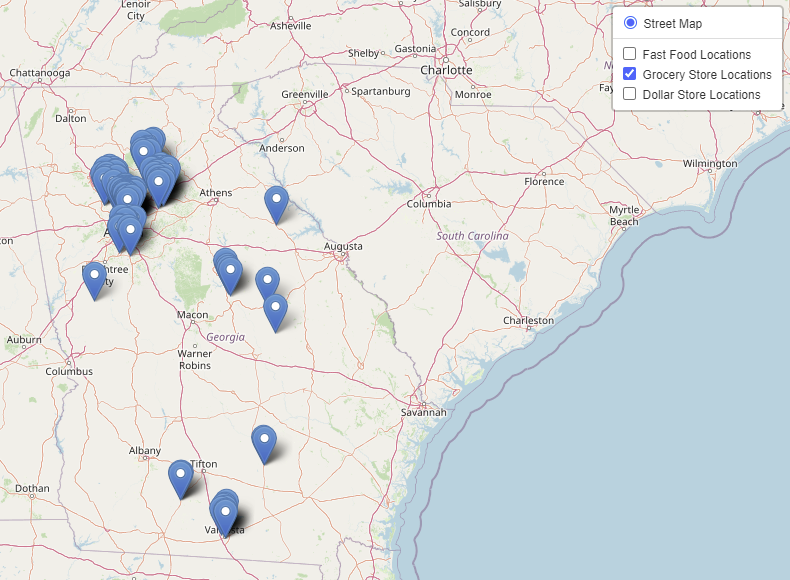 Lenoir
City
Asheville
Salisbury
Street Map
Concord
Shelby
Gastonia
Charlotte
Fast Food Locations
Grocery Store Locations
Dollar Store Locations
Chattanooga
Greenville
Spartanburg
Monroe
Dalton
Anderson
Wilmington
Florence
Athens
Columbia
Myrtle
Beach
South Carolina
Augusta
Macon
Charleston
Georgia
Auburn
Warner
Robins
Columbus
Savannah
Albany
Tifton
Dothan